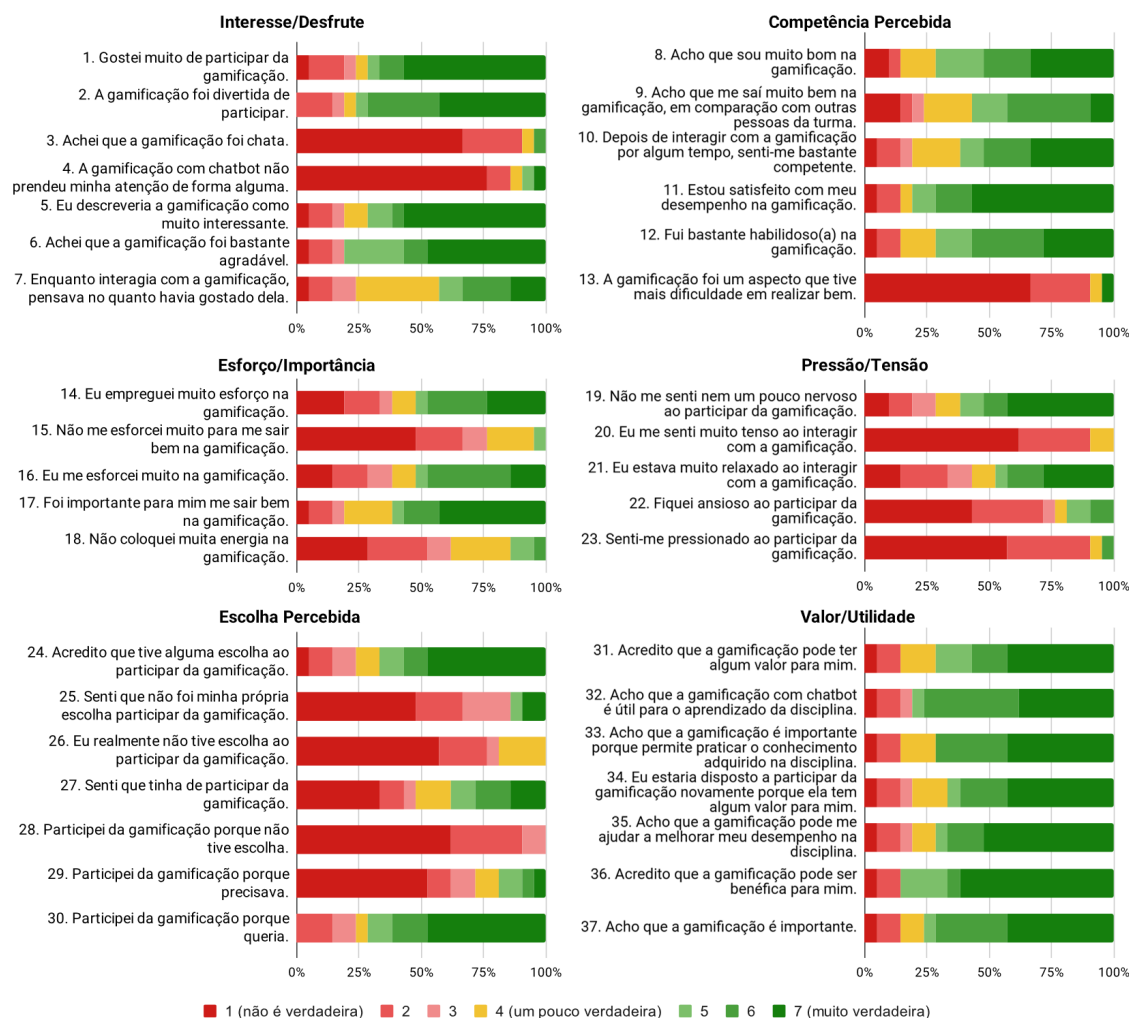 Interesse/Desfrute
1. Gostei muito de participar da
gamificação.
2. A gamificação foi divertida de
participar.
3. Achei que a gamificação foi chata.
4. A gamificação com chatbot não
prendeu minha atenção de forma alguma.
5. Eu descreveria a gamificação como
muito interessante.
6. Achei que a gamificação foi bastante
agradável.
7. Enquanto interagia com a gamificação,
pensava no quanto havia gostado dela.
0% 25% 50% 75% 100%
Competência Percebida
8. Acho que sou muito bom na
gamificação.
9. Acho que me saí muito bem na
gamificação, em comparação com outras
pessoas da turma.
10. Depois de interagir com a gamificação
por algum tempo, senti-me bastante
competente.
11. Estou satisfeito com meu
desempenho na gamificação.
12. Fui bastante habilidoso(a) na
gamificação.
13. A gamificação foi um aspecto que tive
mais dificuldade em realizar bem.
0% 25% 50% 75% 100%
Esforço/Importância
14. Eu empreguei muito esforço na
gamificação.
15. Não me esforcei muito para me sair
bem na gamificação.
16. Eu me esforcei muito na gamificação.
17. Foi importante para mim me sair bem
na gamificação.
18. Não coloquei muita energia na
gamificação.
0% 25% 50% 75% 100%
Pressão/Tensão
19. Não me senti nem um pouco nervoso
ao participar da gamificação.
20. Eu me senti muito tenso ao interagir
com a gamificação.
21. Eu estava muito relaxado ao interagir
com a gamificação.
22. Fiquei ansioso ao participar da
gamificação.
23. Senti-me pressionado ao participar da
gamificação.
0% 25% 50% 75% 100%
Escolha Percebida
24. Acredito que tive alguma escolha ao
participar da gamificação.
25. Senti que não foi minha própria
escolha participar da gamificação.
26. Eu realmente não tive escolha ao
participar da gamificação.
27. Senti que tinha de participar da
gamificação.
28. Participei da gamificação porque não
tive escolha.
29. Participei da gamificação porque
precisava.
30. Participei da gamificação porque
queria.
0% 25% 50% 75% 100%
Valor/Utilidade
31. Acredito que a gamificação pode ter
algum valor para mim.
32. Acho que a gamificação com chatbot
é útil para o aprendizado da disciplina.
33. Acho que a gamificação é importante
porque permite praticar o conhecimento
adquirido na disciplina.
34. Eu estaria disposto a participar da
gamificação novamente porque ela tem
algum valor para mim.
35. Acho que a gamificação pode me
ajudar a melhorar meu desempenho na
disciplina.
36. Acredito que a gamificação pode ser
benéfica para mim.
37. Acho que a gamificação é importante.
0% 25% 50% 75% 100%
1 (não é verdadeira) 2 3 4 (um pouco verdadeira) 5 6 7 (muito verdadeira)